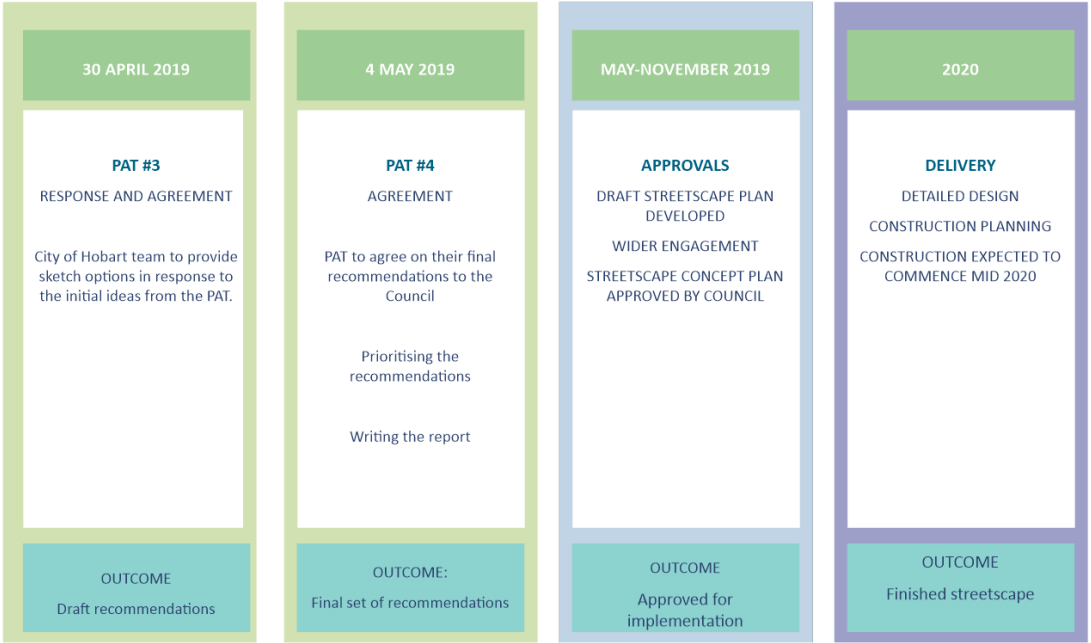 30 APRIL 2019
PAT #3
RESPONSE AND AGREEMENT
City of Hobart team to provide
sketch options in response to
the initial ideas from the PAT.
OUTCOME
Draft recommendations
4 MAY 2019
PAT #4
AGREEMENT
PAT to agree on their final
recommendations to the
Council
Prioritising the
recommendations
Writing the report
OUTCOME:
Final set of recommendations
MAY-NOVEMBER 2019
APPROVALS
DRAFT STREETSCAPE PLAN
DEVELOPED
WIDER ENGAGEMENT
STREETSCAPE CONCEPT PLAN
APPROVED BY COUNCIL
OUTCOME
Approved for
implementation
2020
DELIVERY
DETAILED DESIGN
CONSTRUCTION PLANNING
CONSTRUCTION EXPECTED TO
COMMENCE MID 2020
OUTCOME
Finished streetscape